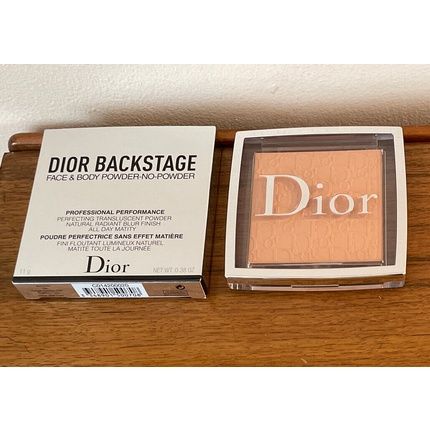 DIOR BACKSTAGE
FACE & BODY POWDER-NO-POWDER
PROFESSIONAL PERFORMANCE
PERFECTING TRANSLUSCENT POWDER
NATURAL RADIANT BLUR FINISH
ALL DAY MATITY
POUDRE PERFECTRICE SANS EFFET MATIÈRE
FINI FLOUTANT LUMINEUX NATUREL
MATITÉ TOUTE LA JOURNÉE
11 g
Dior
NET WT. 0.38 OZ
C014200020
Dior